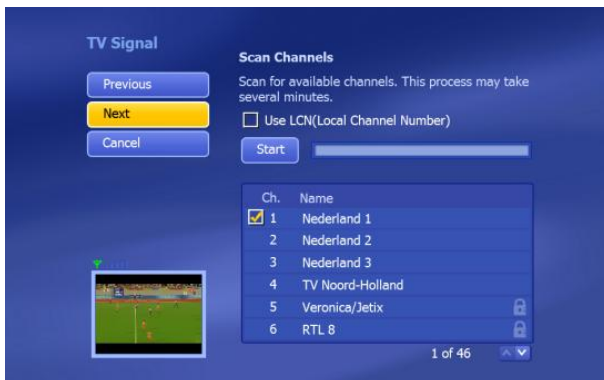 TV Signal
Previous
Next
Cancel
Scan Channels
Scan for available channels. This process may take
several minutes.
Use LCN(Local Channel Number)
Start
Ch. Name
1 Nederland 1
2 Nederland 2
3 Nederland 3
4 TV Noord-Holland
5 Veronica/Jetix
6 RTL 8
1 of 46